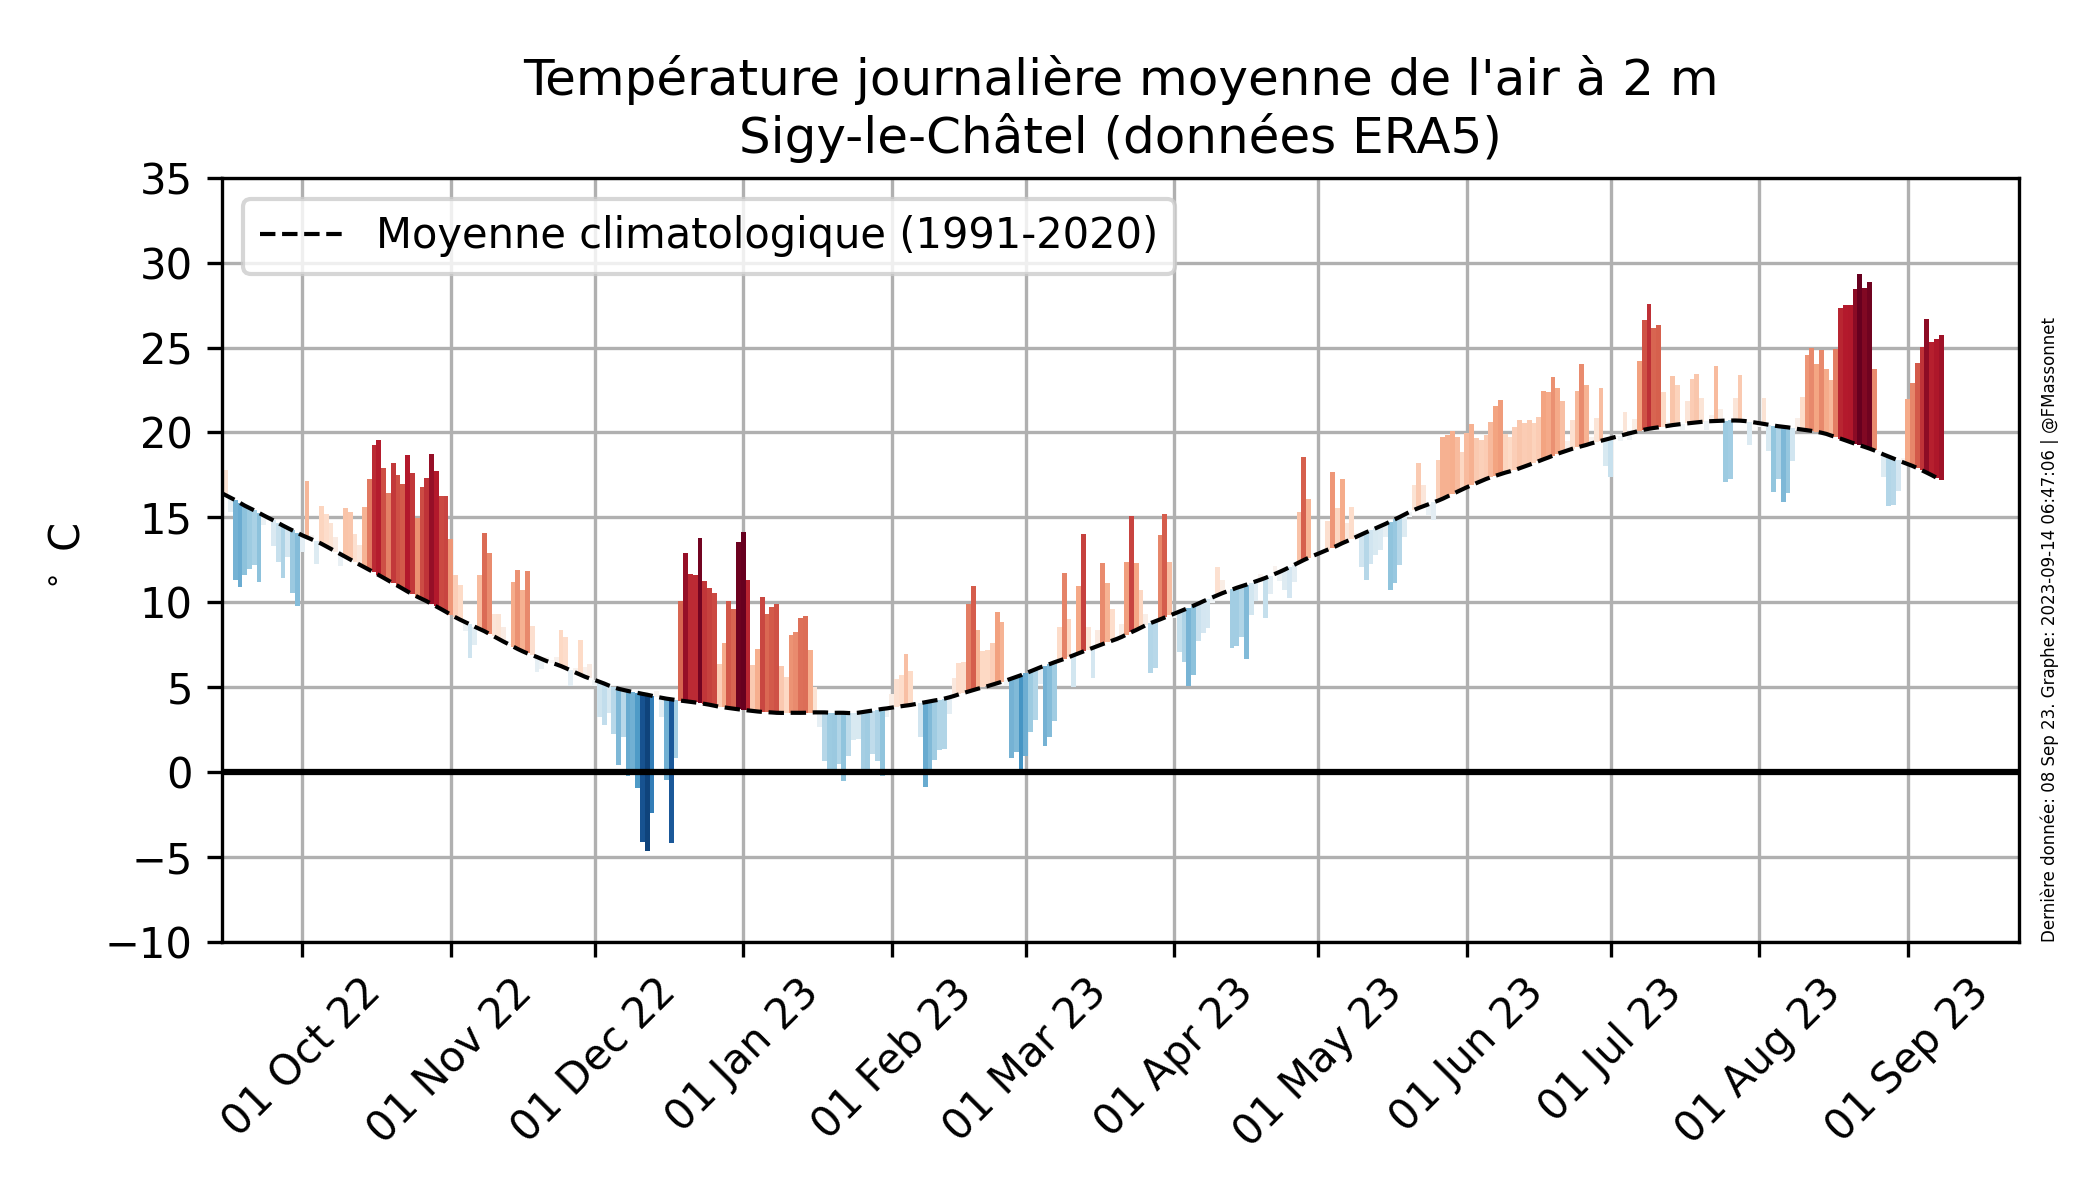 Température journalière moyenne de l'air à 2 m
Sigy-le-Châtel (données ERA5)
Moyenne climatologique (1991-2020)
° C
35
30
25
20
15
10
5
0
−5
−10
01 Oct 22
01 Nov 22
01 Dec 22
01 Jan 23
01 Feb 23
01 Mar 23
01 Apr 23
01 May 23
01 Jun 23
01 Jul 23
01 Aug 23
01 Sep 23
Dernière donnée: 08 Sep 23. Graphe: 2023-09-14 06:47:06 | @FMassonnet